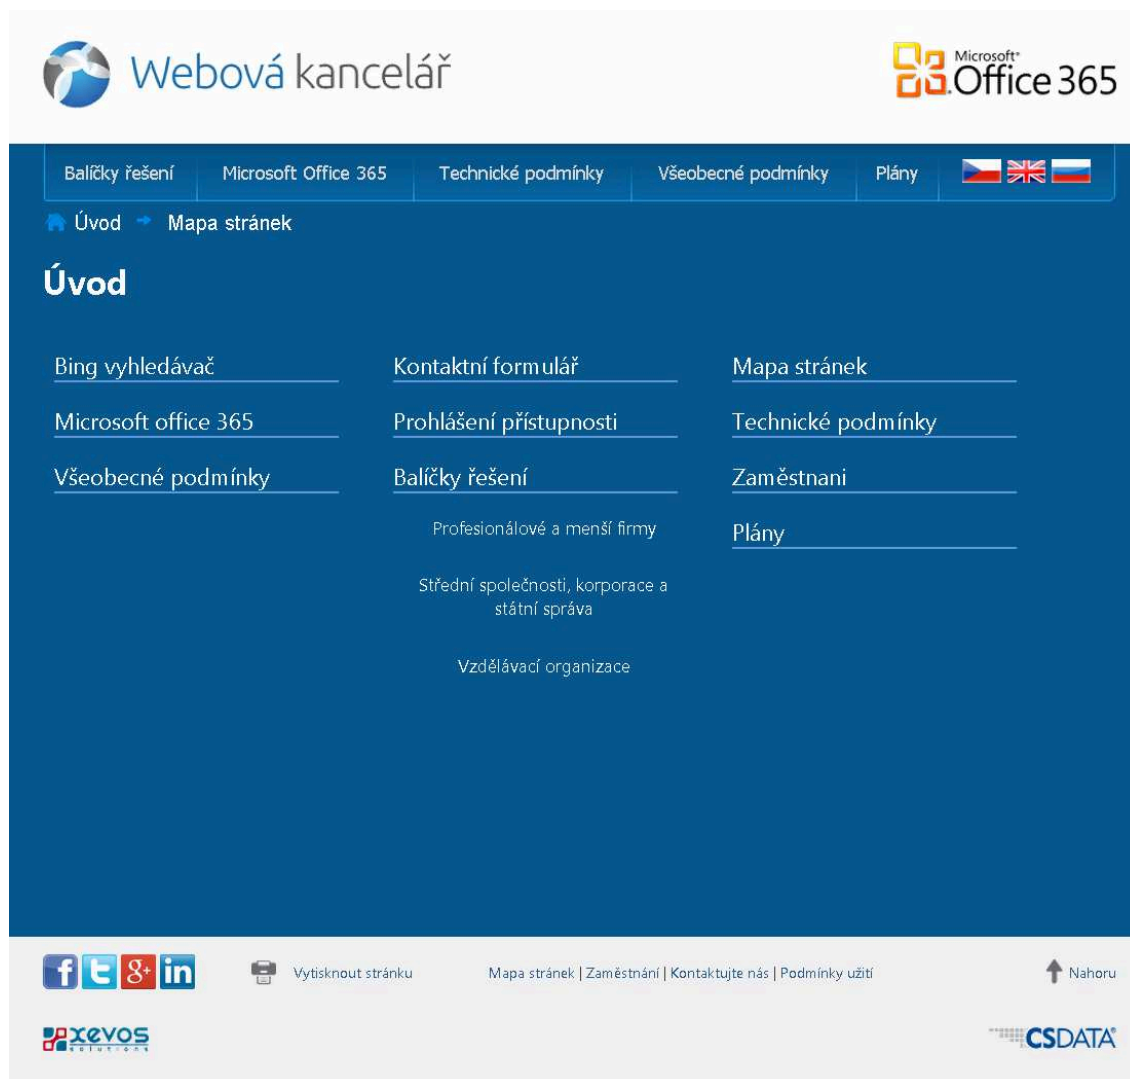 Webová kancelář
Microsoft®
Office 365
Balíčky řešení Microsoft Office 365 Technické podmínky Všeobecné podmínky Plány
Úvod Mapa stránek
Úvod
Bing vyhledávač Kontaktní formulář Mapa stránek
Microsoft office 365 Prohlášení přístupnosti Technické podmínky
Všeobecné podmínky Balíčky řešení Zaměstnani
Profesionálové a menší firmy Plány
Střední společnosti, korporace a
státní správa
Vzdělávací organizace
f t g+ in Vytisknout stránku Mapa stránek | Zaměstnání | Kontaktujte nás | Podmínky užití Nahoru
xevos CSDATA
solutions